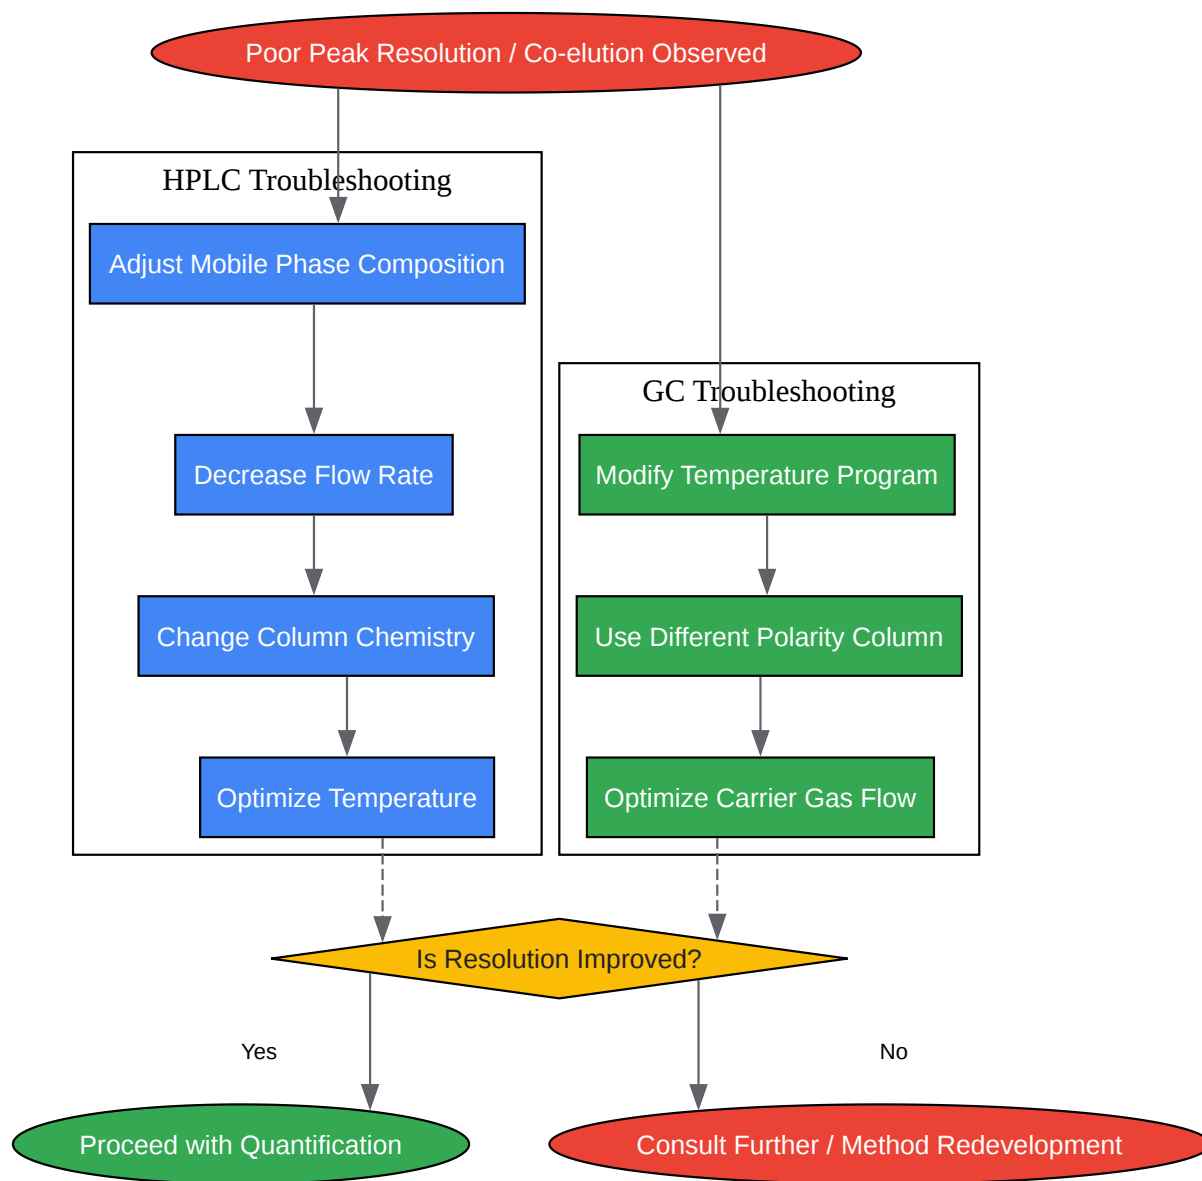 Poor Peak Resolution / Co-elution Observed
HPLC Troubleshooting
Adjust Mobile Phase Composition
Decrease Flow Rate
Change Column Chemistry
Optimize Temperature
GC Troubleshooting
Modify Temperature Program
Use Different Polarity Column
Optimize Carrier Gas Flow
Is Resolution Improved?
Yes
No
Proceed with Quantification
Consult Further / Method Redevelopment